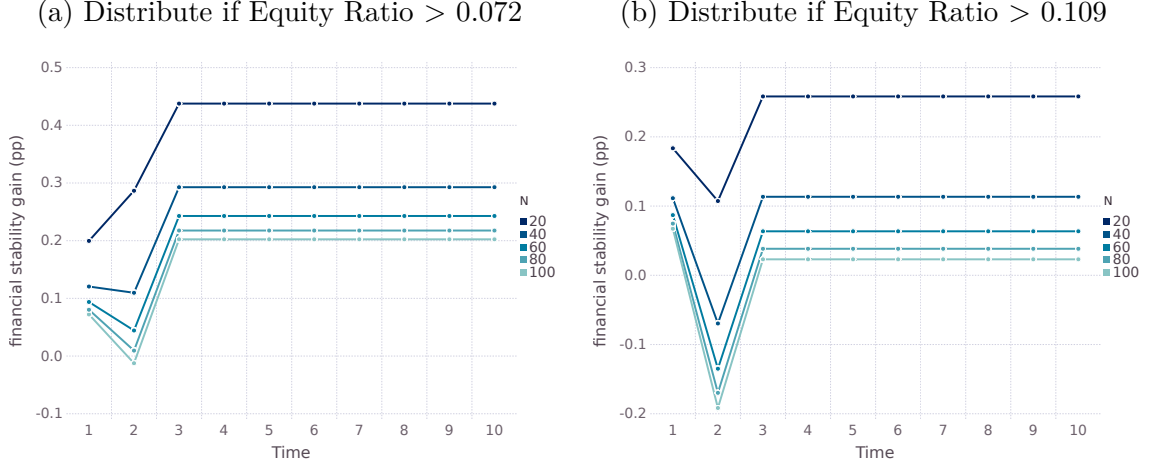 (a) Distribute if Equity Ratio > 0.072
0.5
0.4
0.3
0.2
0.1
0.0
-0.1
financial stability gain (pp)
1 2 3 4 5 6 7 8 9 10
Time
N
20
40
60
80
100
(b) Distribute if Equity Ratio > 0.109
0.3
0.2
0.1
0.0
-0.1
-0.2
financial stability gain (pp)
1 2 3 4 5 6 7 8 9 10
Time
N
20
40
60
80
100